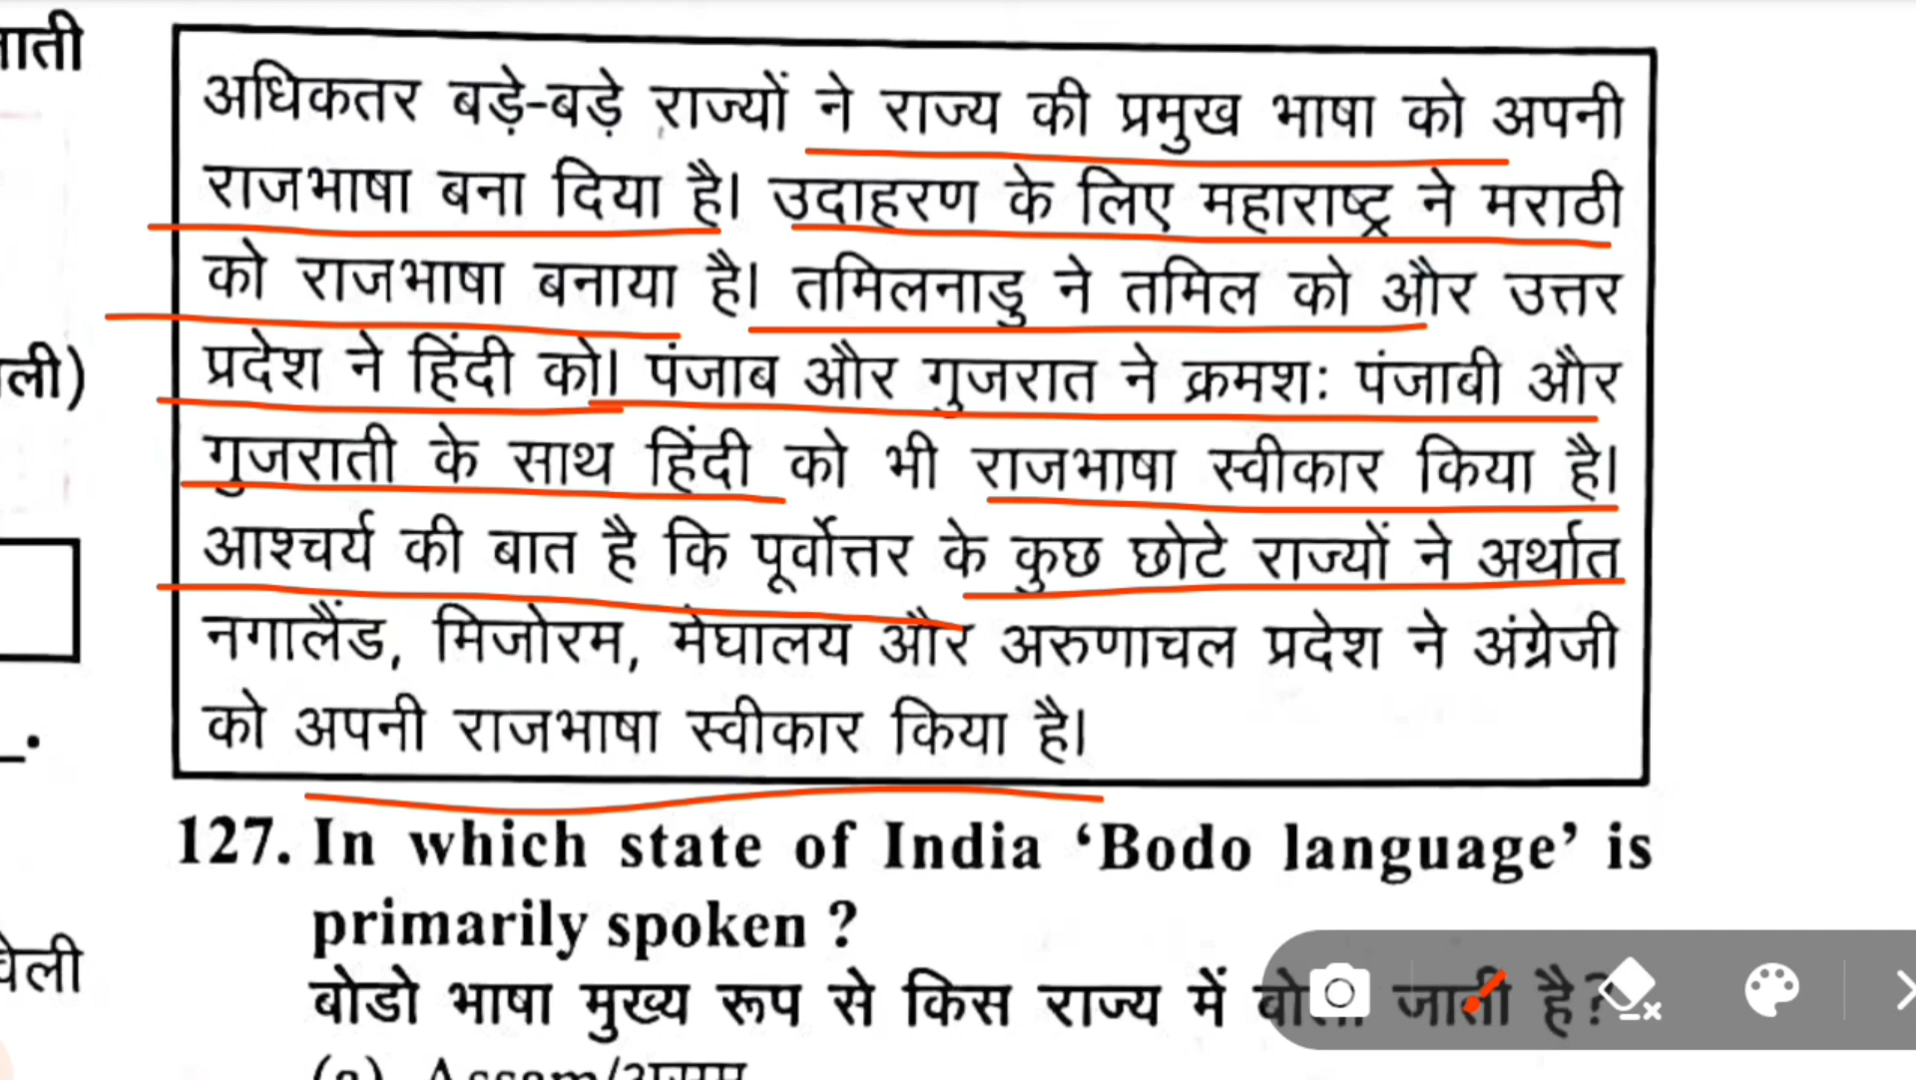 अधिकतर बड़े-बड़े राज्यों ने राज्य की प्रमुख भाषा को अपनी
राजभाषा बना दिया है। उदाहरण के लिए महाराष्ट्र ने मराठी
को राजभाषा बनाया है। तमिलनाडु ने तमिल को और उत्तर
प्रदेश ने हिंदी को। पंजाब और गुजरात ने क्रमश: पंजाबी और
गुजराती के साथ हिंदी को भी राजभाषा स्वीकार किया है।
आश्चर्य की बात है कि पूर्वोत्तर के कुछ छोटे राज्यों ने अर्थात
नगालैंड, मिजोरम, मेघालय और अरुणाचल प्रदेश ने अंग्रेजी
को अपनी राजभाषा स्वीकार किया है।
127. In which state of India ‘Bodo language’ is
primarily spoken ?
बोडो भाषा मुख्य रूप से किस राज्य में जाती है?
(a) Assam/असम